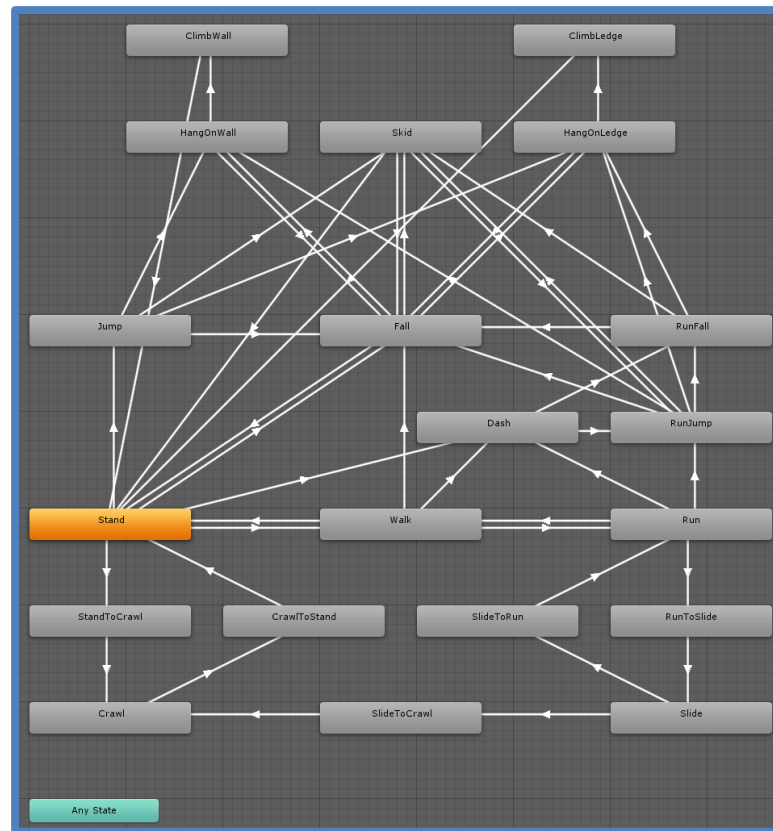 ClimbWall
ClimbLedge
HangOnWall
Skid
HangOnLedge
Jump
Fall
RunFall
Dash
RunJump
Stand
Walk
Run
StandToCrawl
CrawlToStand
SlideToRun
RunToSlide
Crawl
SlideToCrawl
Slide
Any State